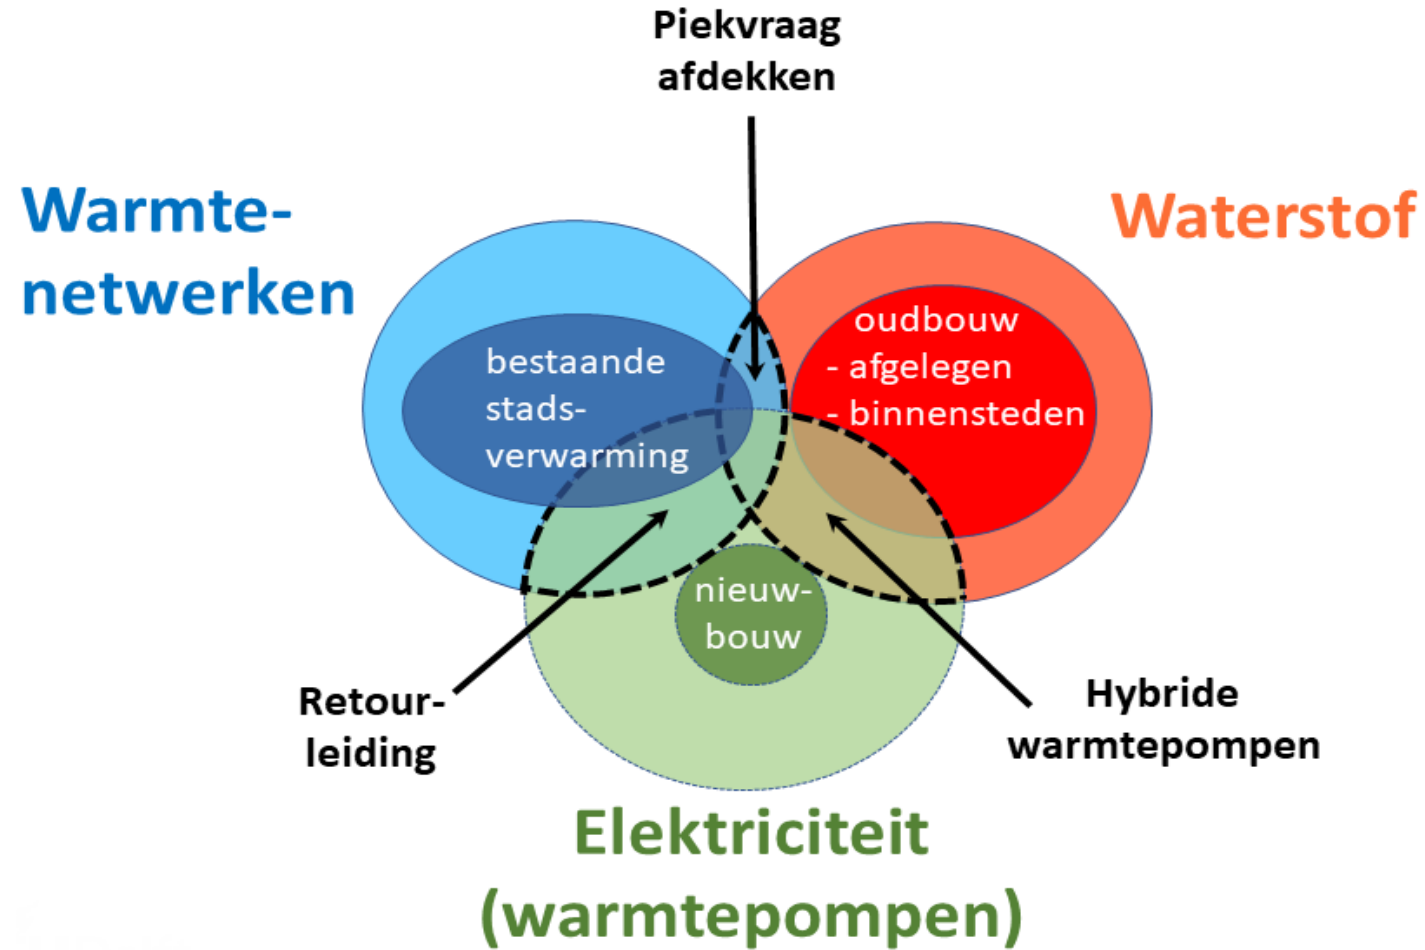 Piekvraag
afdekken
Warmte-
netwerken
Waterstof
bestaande
stads-
verwarming
oudbouw
- afgelegen
- binnensteden
nieuw-
bouw
Retour-
leiding
Hybride
warmtepompen
Elektriciteit
(warmtepompen)